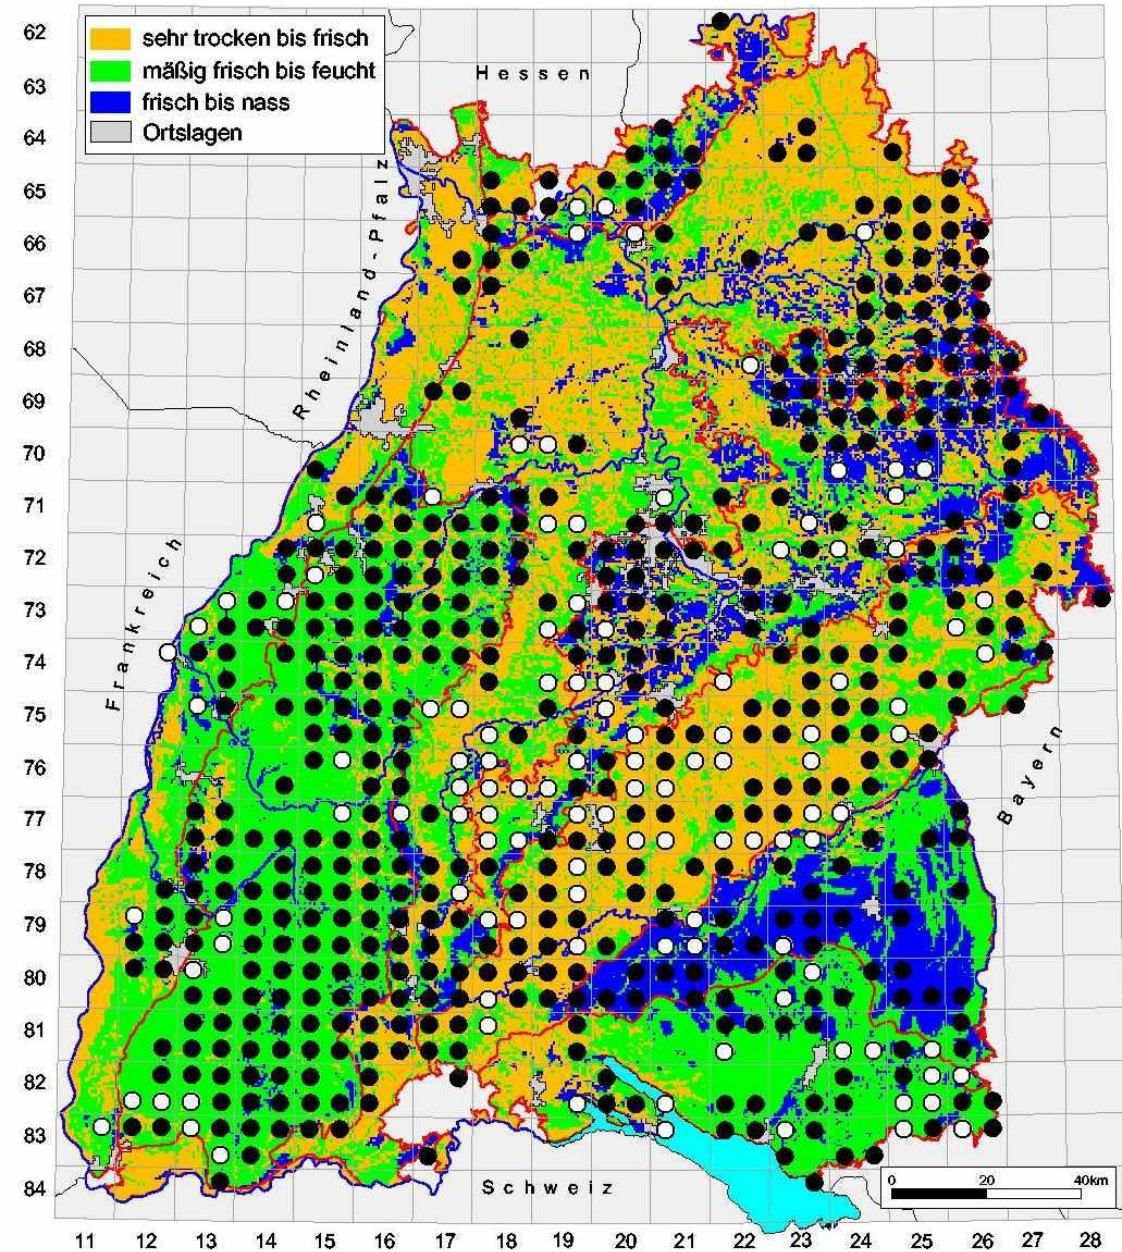 sehr trocken bis frisch
mäßig frisch bis feucht
frisch bis nass
Ortslagen
Hessen
Rheinland-Pfalz
Frankreich
Bayern
Schweiz
62
63
64
65
66
67
68
69
70
71
72
73
74
75
76
77
78
79
80
81
82
83
84
0 20 40km
11 12 13 14 15 16 17 18 19 20 21 22 23 24 25 26 27 28